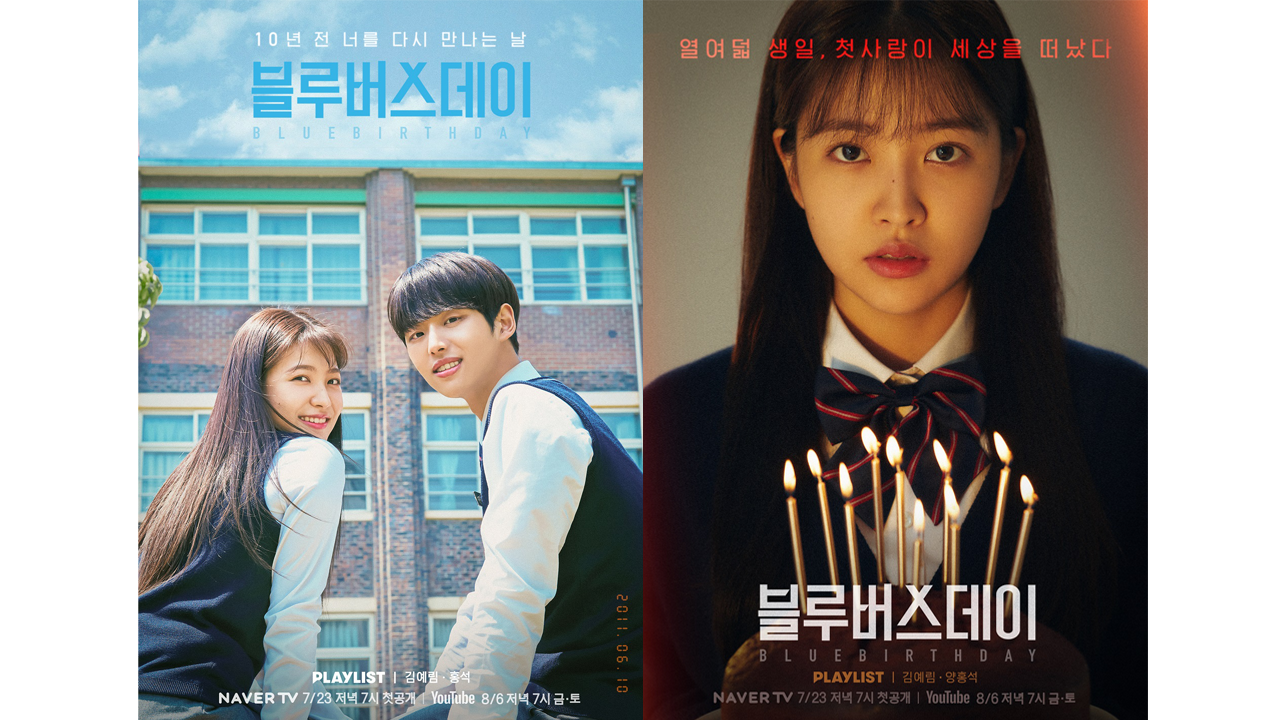 10년 전 너를 다시 만나는 날
블루버스데이
BLUEBIRTHDAY
2011.06.10
PLAYLIST | 김예림·홍석
NAVER TV 7/23 저녁 7시 첫공개 | YouTube 8/6 저녁 7시 금·토
열여덟 생일, 첫사랑이 세상을 떠났다
블루버스데이
BLUEBIRTHDAY
PLAYLIST | 김예림·양홍석
NAVER TV 7/23 저녁 7시 첫공개 | YouTube 8/6 저녁 7시 금·토